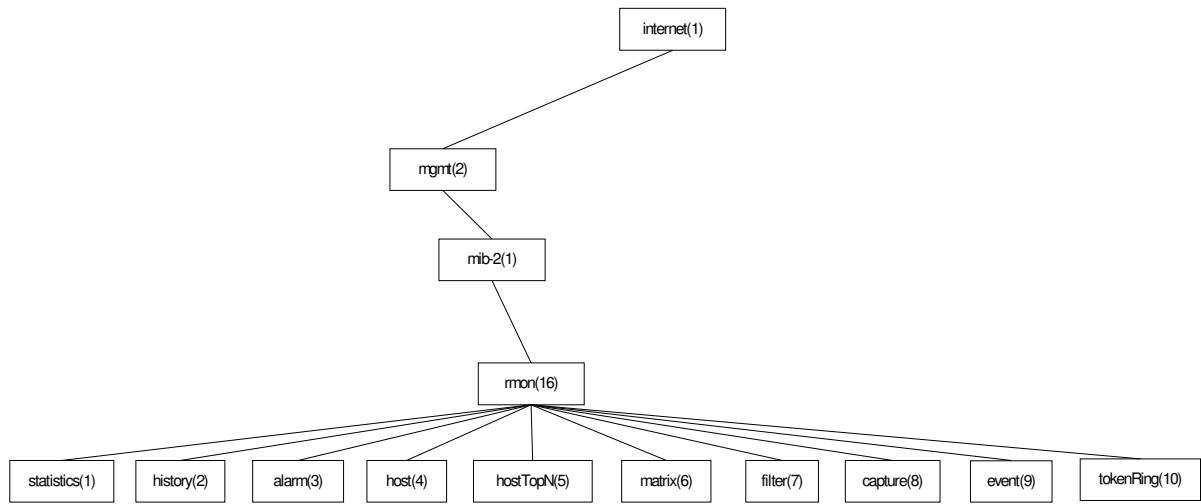 internet(1)
mgmt(2)
mib-2(1)
rmon(16)
statistics(1)
history(2)
alarm(3)
host(4)
hostTopN(5)
matrix(6)
filter(7)
capture(8)
event(9)
tokenRing(10)